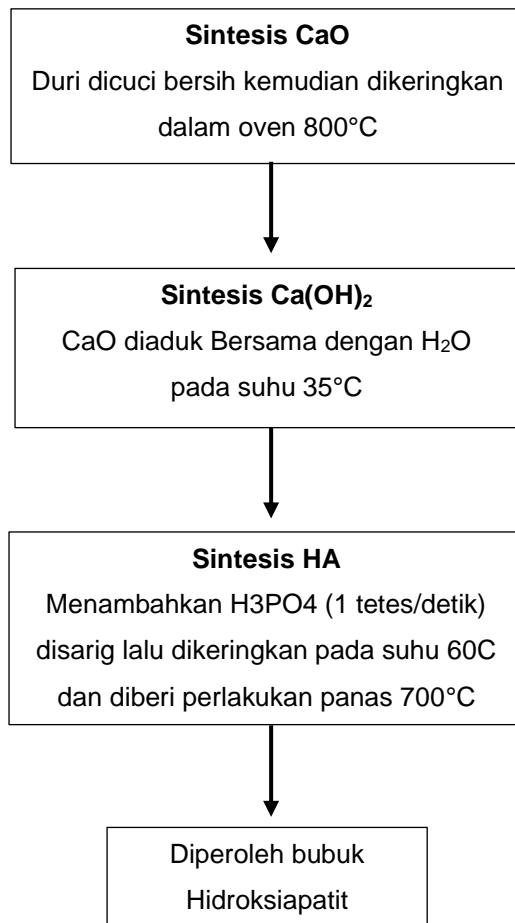 Sintesis CaO
Duri dicuci bersih kemudian dikeringkan
dalam oven 800°C
Sintesis Ca(OH)₂
CaO diaduk Bersama dengan H₂O
pada suhu 35°C
Sintesis HA
Menambahkan H3PO4 (1 tetes/detik)
disarig lalu dikeringkan pada suhu 60C
dan diberi perlakukan panas 700°C
Diperoleh bubuk
Hidroksiapatit